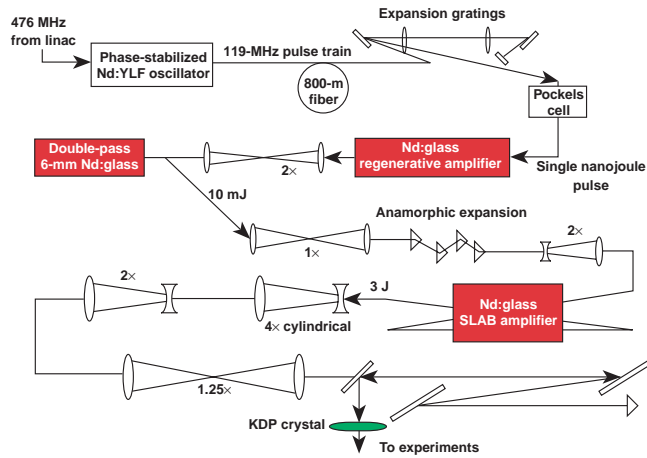 476 MHz
from linac
Expansion gratings
Phase-stabilized
Nd:YLF oscillator
119-MHz pulse train
800-m
fiber
Pockels
cell
Double-pass
6-mm Nd:glass
2×
Nd:glass
regenerative amplifier
Single nanojoule
pulse
10 mJ
1×
Anamorphic expansion
2×
2×
4× cylindrical
3 J
Nd:glass
SLAB amplifier
1.25×
KDP crystal
To experiments